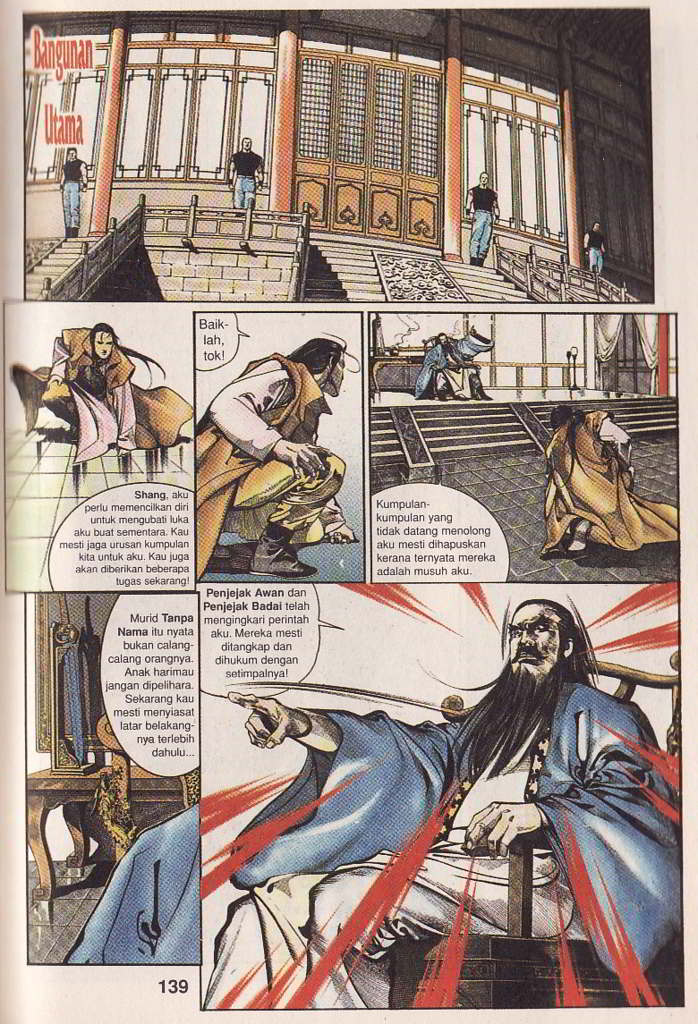 Bangunan
Utama
Shang, aku
perlu memencilkan diri
untuk mengubati luka
aku buat sementara. Kau
mesti jaga urusan kumpulan
kita untuk aku. Kau juga
akan diberikan beberapa
tugas sekarang!
Baik-
lah,
tok!
Kumpulan-
kumpulan yang
tidak datang menolong
aku mesti dihapuskan
kerana ternyata mereka
adalah musuh aku.
Murid Tanpa
Nama itu nyata
bukan calang-
calang orangnya.
Anak harimau
jangan dipelihara.
Sekarang kau
mesti menyiasat
latar belakang-
nya terlebih
dahulu...
Penjejak Awan dan
Penjejak Badai telah
mengingkari perintah
aku. Mereka mesti
ditangkap dan
dihukum dengan
setimpalnya!
139